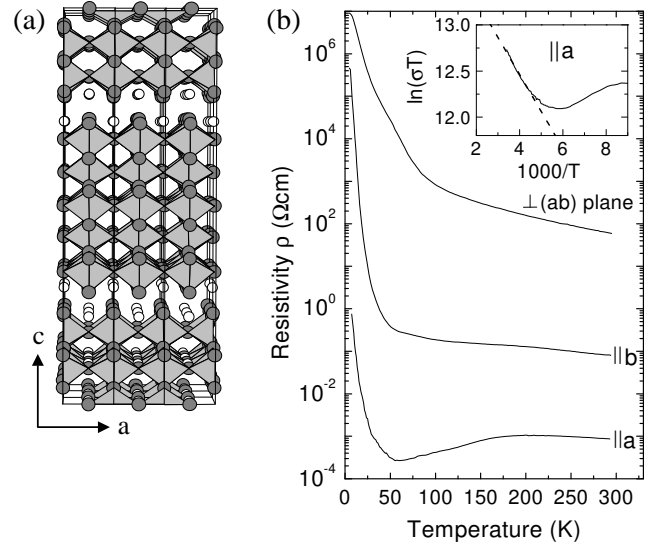 (a)
c
a
(b)
Resistivity ρ (Ωcm)
10^6
10^4
10^2
10^0
10^-2
10^-4
0 50 100 150 200 250 300
Temperature (K)
⊥(ab) plane
||b
||a
ln(σT)
13.0
12.5
12.0
||a
2 4 6 8
1000/T